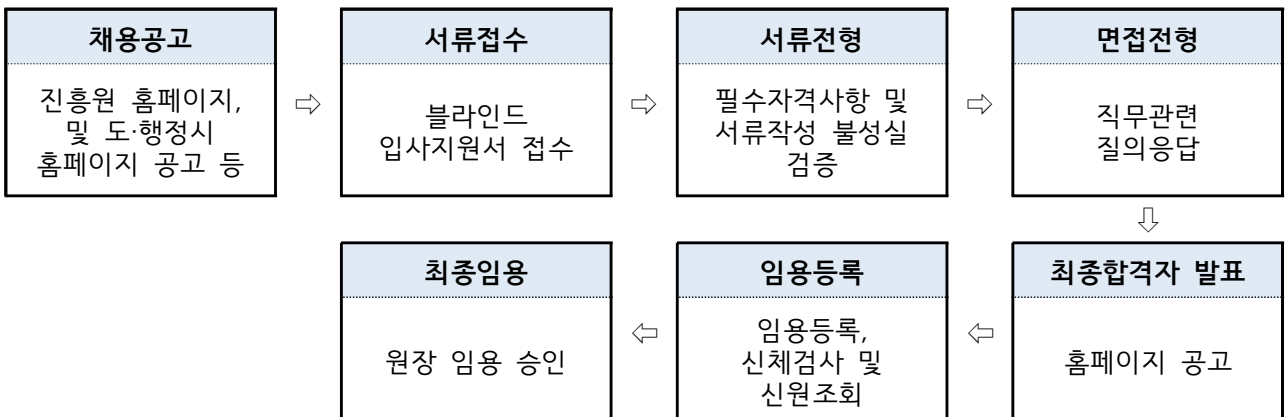 채용공고
진흥원 홈페이지,
및 도·행정시
홈페이지 공고 등
⇨
서류접수
블라인드
입사지원서 접수
⇨
서류전형
필수자격사항 및
서류작성 불성실
검증
⇨
면접전형
직무관련
질의응답
⇩
최종합격자 발표
홈페이지 공고
⇦
임용등록
임용등록,
신체검사 및
신원조회
⇦
최종임용
원장 임용 승인